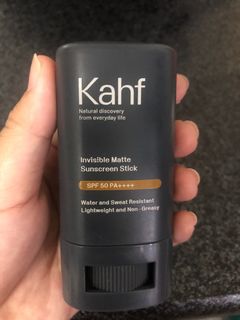 Kahf
Natural discovery
from everyday life
Invisible Matte
Sunscreen Stick
SPF 50 PA++++
Water and Sweat Resistant
Lightweight and Non-Greasy